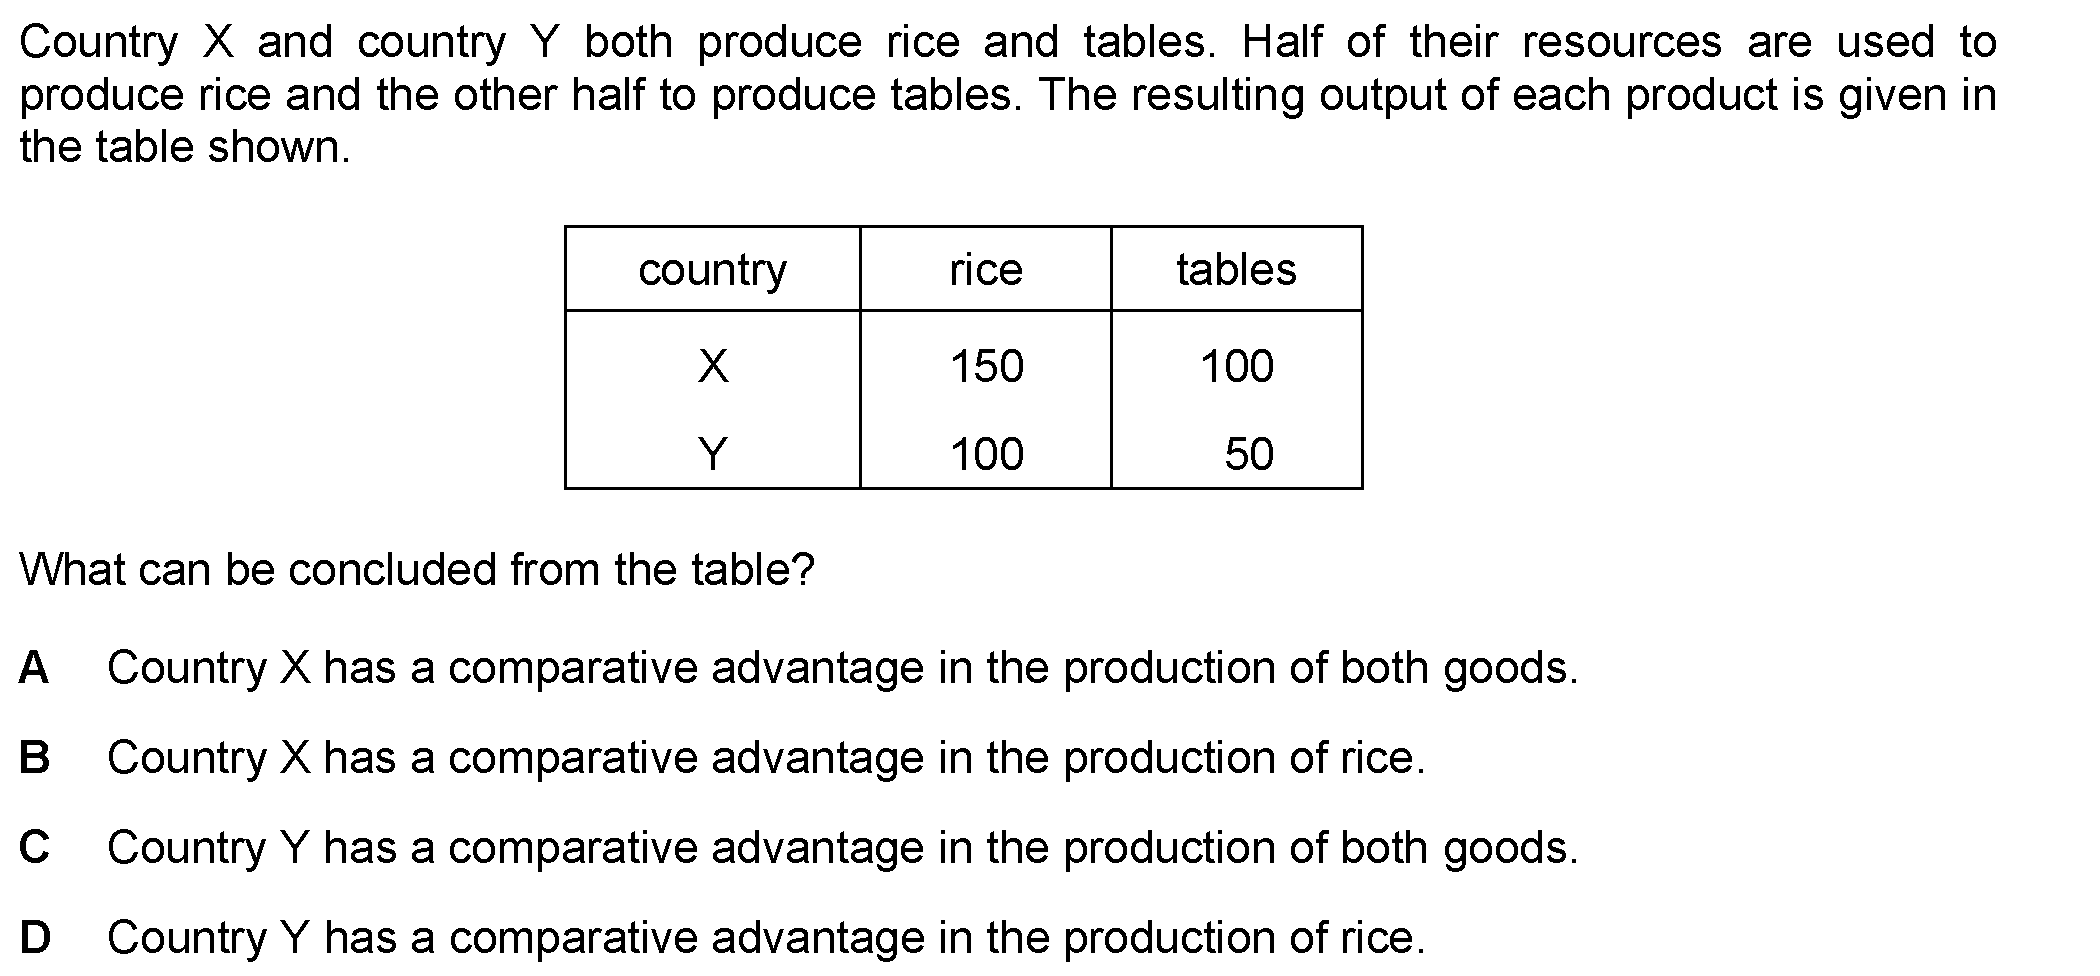 Country X and country Y both produce rice and tables. Half of their resources are used to
produce rice and the other half to produce tables. The resulting output of each product is given in
the table shown.
country rice tables
X 150 100
Y 100 50
What can be concluded from the table?
A Country X has a comparative advantage in the production of both goods.
B Country X has a comparative advantage in the production of rice.
C Country Y has a comparative advantage in the production of both goods.
D Country Y has a comparative advantage in the production of rice.